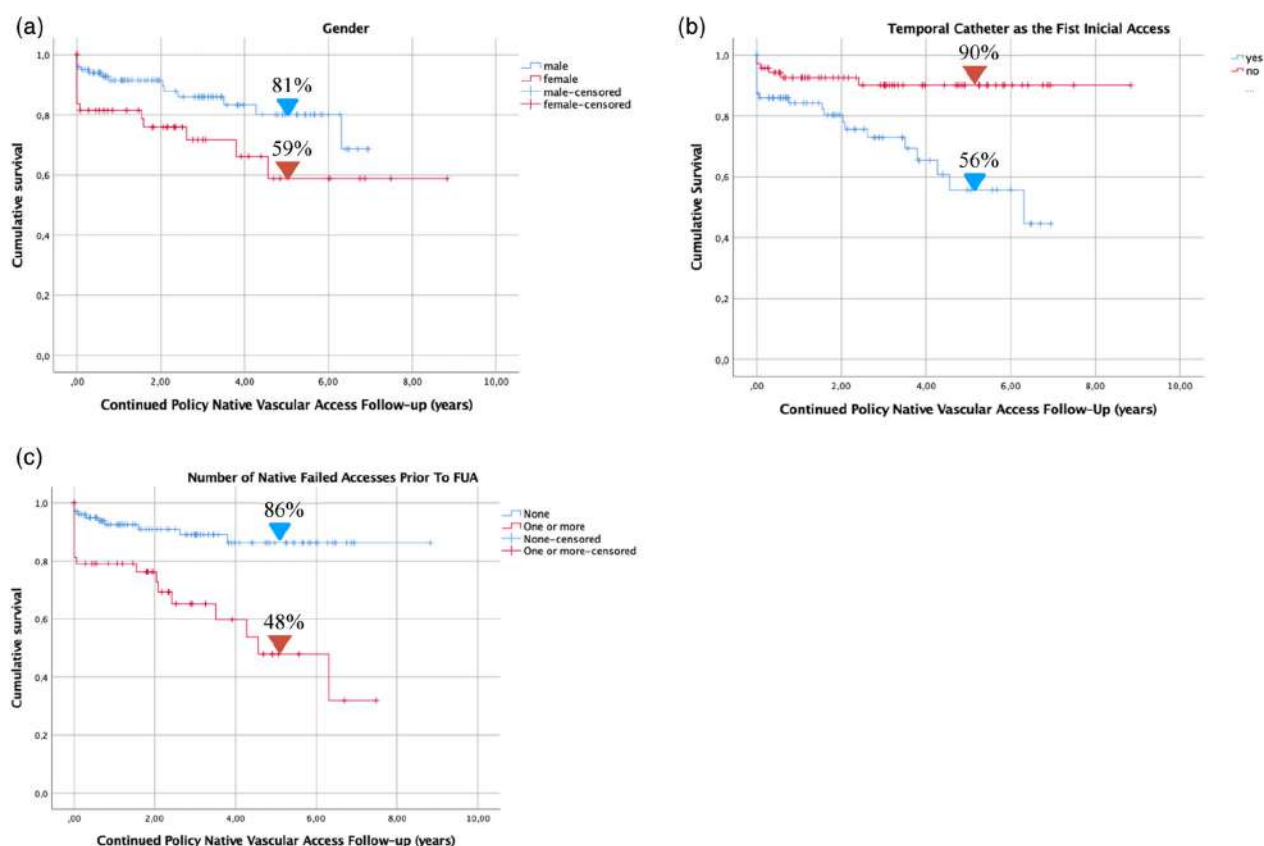 (a)
Gender
1,0
0,8
0,6
0,4
0,2
0,0
Cumulative survival
,00 2,00 4,00 6,00 8,00 10,00
Continued Policy Native Vascular Access Follow-up (years)
81%
59%
male
female
male-censored
female-censored
(b)
Temporal Catheter as the Fist Inicial Access
1,0
0,8
0,6
0,4
0,2
0,0
Cumulative Survival
,00 2,00 4,00 6,00 8,00 10,00
Continued Policy Native Vascular Access Follow-Up (years)
90%
56%
yes
no
...
(c)
Number of Native Failed Accesses Prior To FUA
1,0
0,8
0,6
0,4
0,2
0,0
Cumulative survival
,00 2,00 4,00 6,00 8,00 10,00
Continued Policy Native Vascular Access Follow-up (years)
86%
48%
None
One or more
None-censored
One or more-censored